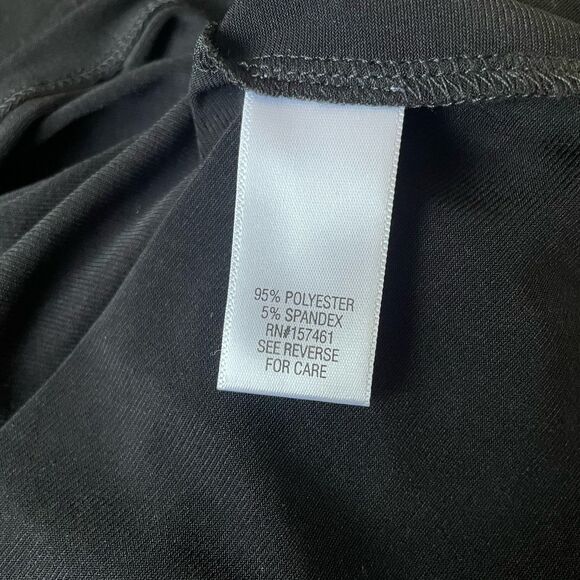 95% POLYESTER
5% SPANDEX
RN#157461
SEE REVERSE
FOR CARE